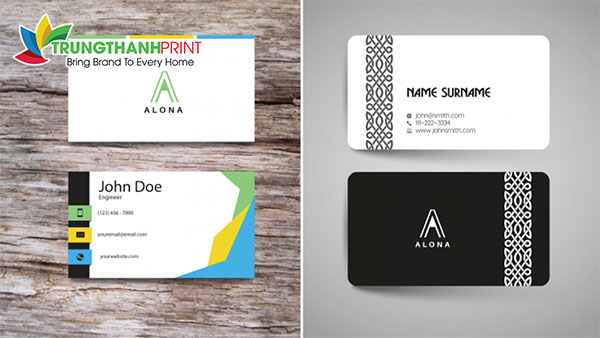 TRUNGTHANHPRINT
Bring Brand To Every Home
ALONA
John Doe
Engineer
(123) 456 - 7890
youremail@email.com
yourwebsite.com
NAME SURNAME
john@smith.com
111-222-3334
www.johnsmith.com
ALONA